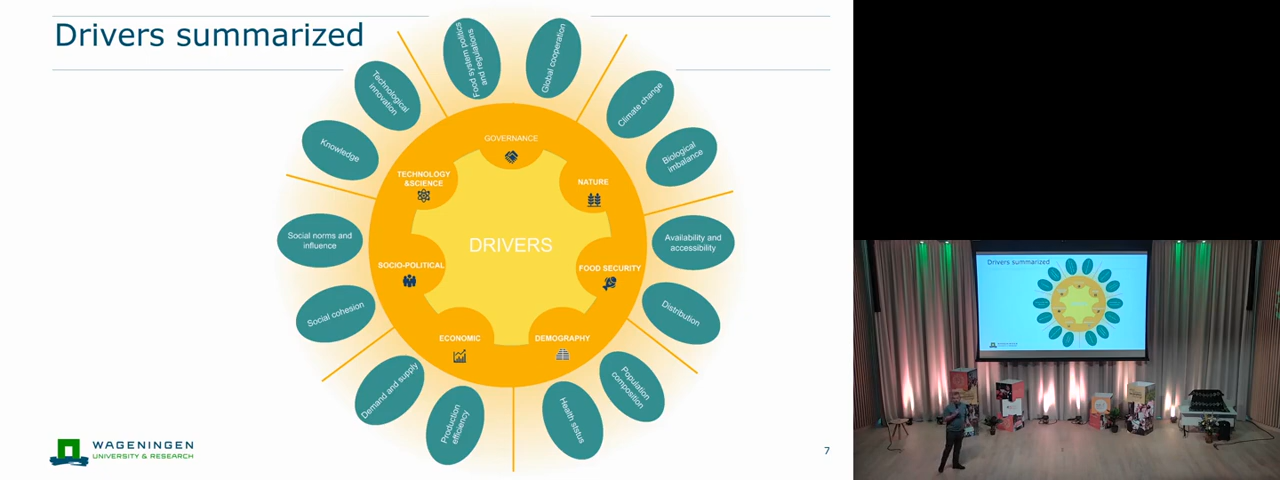 Drivers summarized
Food system politics
and regulations
Global cooperation
Technological
innovation
Climate change
Knowledge
Biological
imbalance
GOVERNANCE
TECHNOLOGY
&SCIENCE
NATURE
Social norms and
influence
DRIVERS
Availability and
accessibility
SOCIO-POLITICAL
FOOD SECURITY
Social cohesion
Distribution
ECONOMIC
DEMOGRAPHY
Demand and supply
Population
composition
Production
efficiency
Health ststus
WAGENINGEN
UNIVERSITY & RESEARCH
7
Drivers summarized